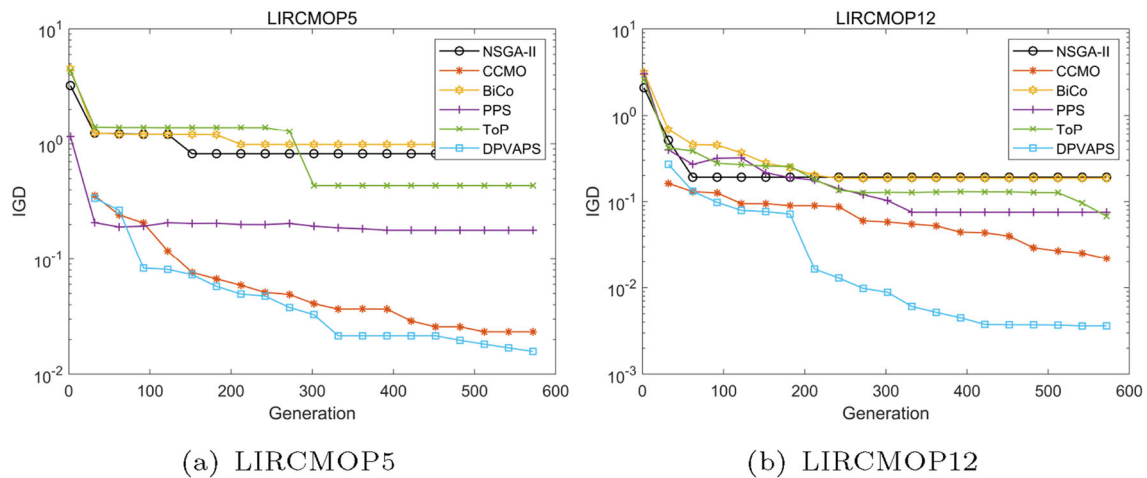 LIRCMOP5
IGD
10^1
10^0
10^-1
10^-2
0 100 200 300 400 500 600
Generation
NSGA-II
CCMO
BiCo
PPS
ToP
DPVAPS
(a) LIRCMOP5
LIRCMOP12
IGD
10^1
10^0
10^-1
10^-2
10^-3
0 100 200 300 400 500 600
Generation
NSGA-II
CCMO
BiCo
PPS
ToP
DPVAPS
(b) LIRCMOP12